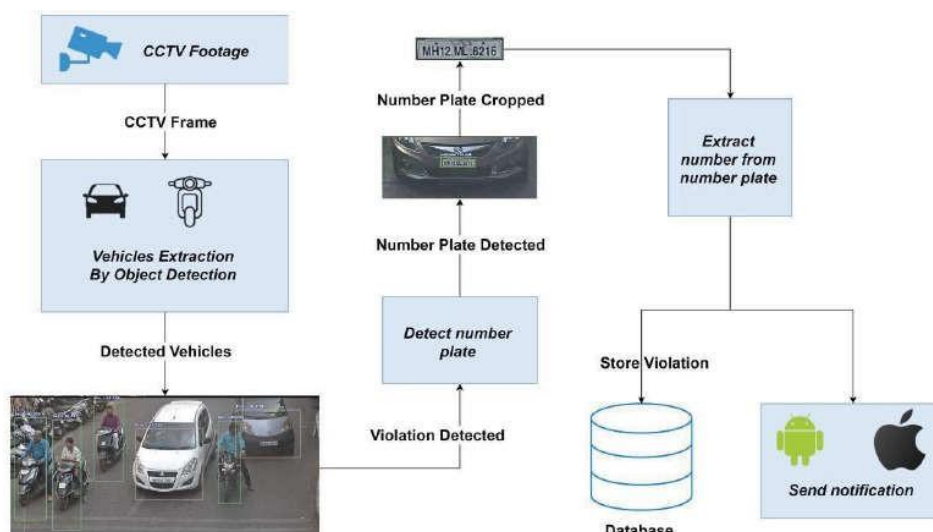 CCTV Footage
CCTV Frame
Vehicles Extraction
By Object Detection
Detected Vehicles
Violation Detected
Detect number
plate
Number Plate Detected
Number Plate Cropped
MH12 ML 6216
Extract
number from
number plate
Store Violation
Database
Send notification